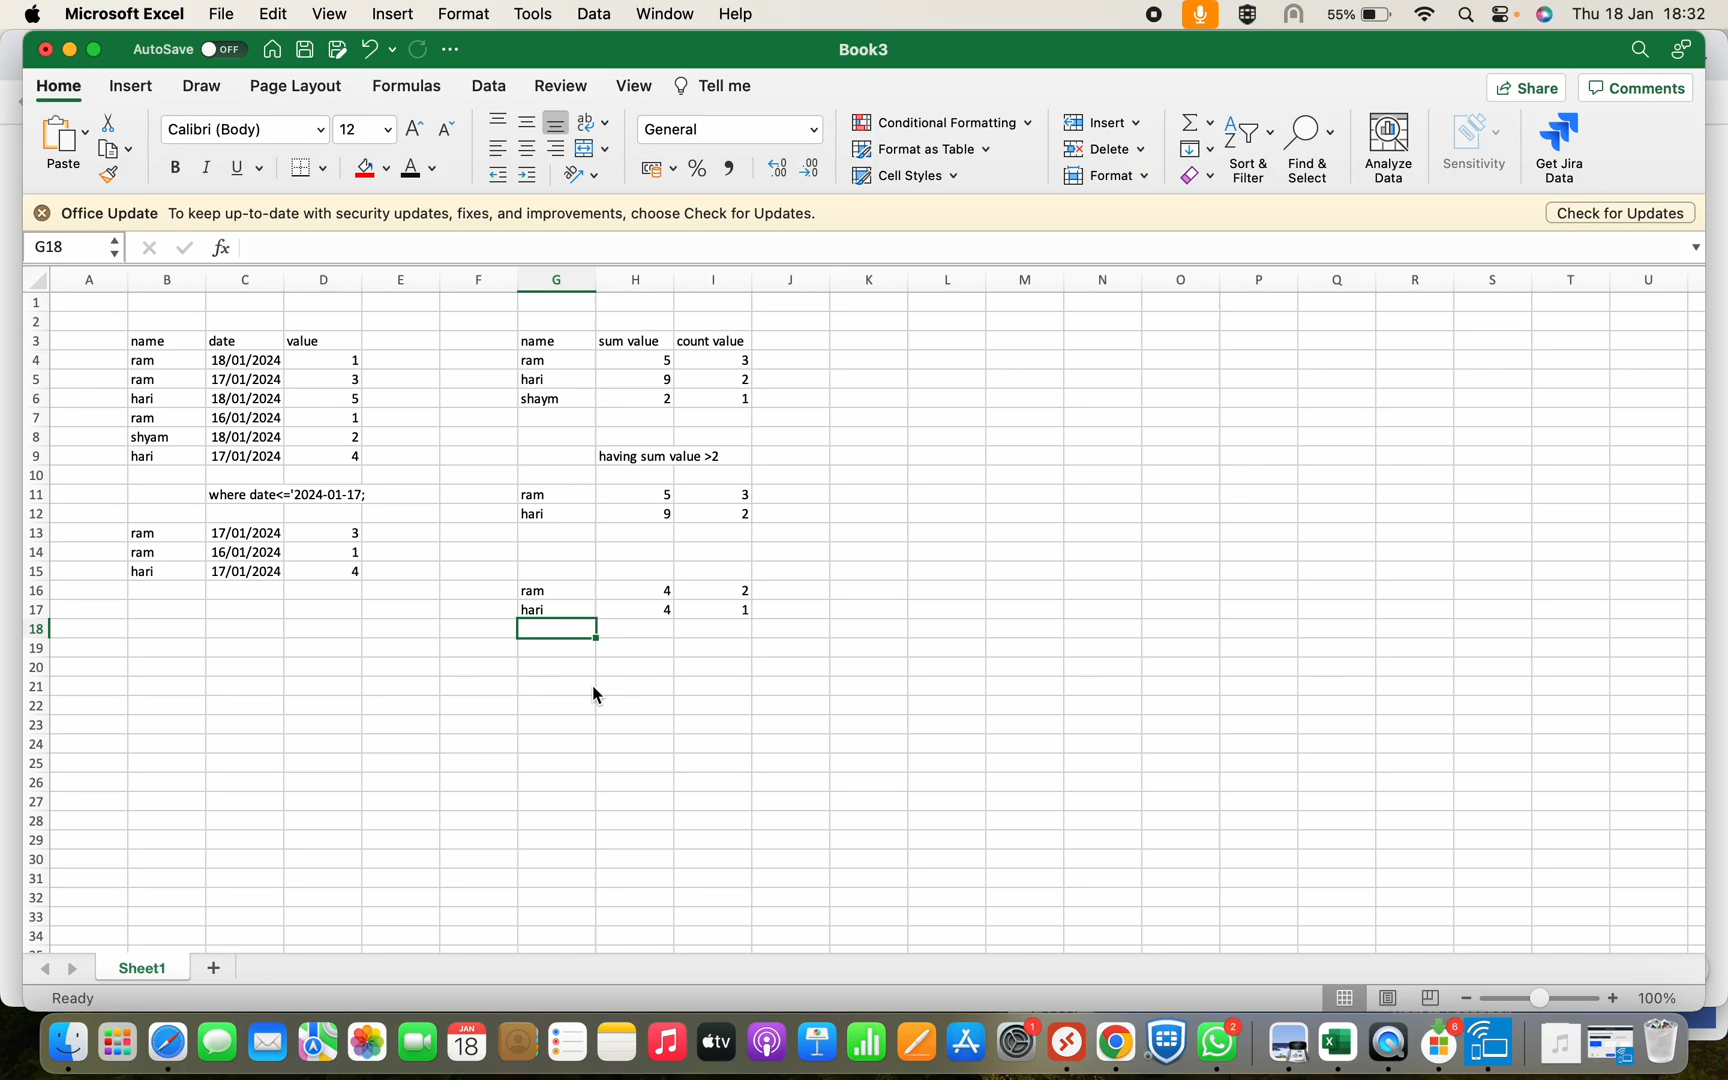 Microsoft Excel File Edit View Insert Format Tools Data Window Help 55% Thu 18 Jan 18:32
AutoSave OFF Book3
Home Insert Draw Page Layout Formulas Data Review View Tell me Share Comments
Paste Calibri (Body) 12 General Conditional Formatting Format as Table Cell Styles Insert Delete Format Sort & Filter Find & Select Analyze Data Sensitivity Get Jira Data
Office Update To keep up-to-date with security updates, fixes, and improvements, choose Check for Updates. Check for Updates
G18 fx
A B C D E F G H I J K L M N O P Q R S T U
1
2
3 name date value name sum value count value
4 ram 18/01/2024 1 ram 5 3
5 ram 17/01/2024 3 hari 9 2
6 hari 18/01/2024 5 shaym 2 1
7 ram 16/01/2024 1
8 shyam 18/01/2024 2
9 hari 17/01/2024 4 having sum value >2
10
11 where date<='2024-01-17; ram 5 3
12 hari 9 2
13 ram 17/01/2024 3
14 ram 16/01/2024 1
15 hari 17/01/2024 4
16 ram 4 2
17 hari 4 1
18
19
20
21
22
23
24
25
26
27
28
29
30
31
32
33
34
Sheet1 +
Ready 100%
JAN 18 tv 1 2 6